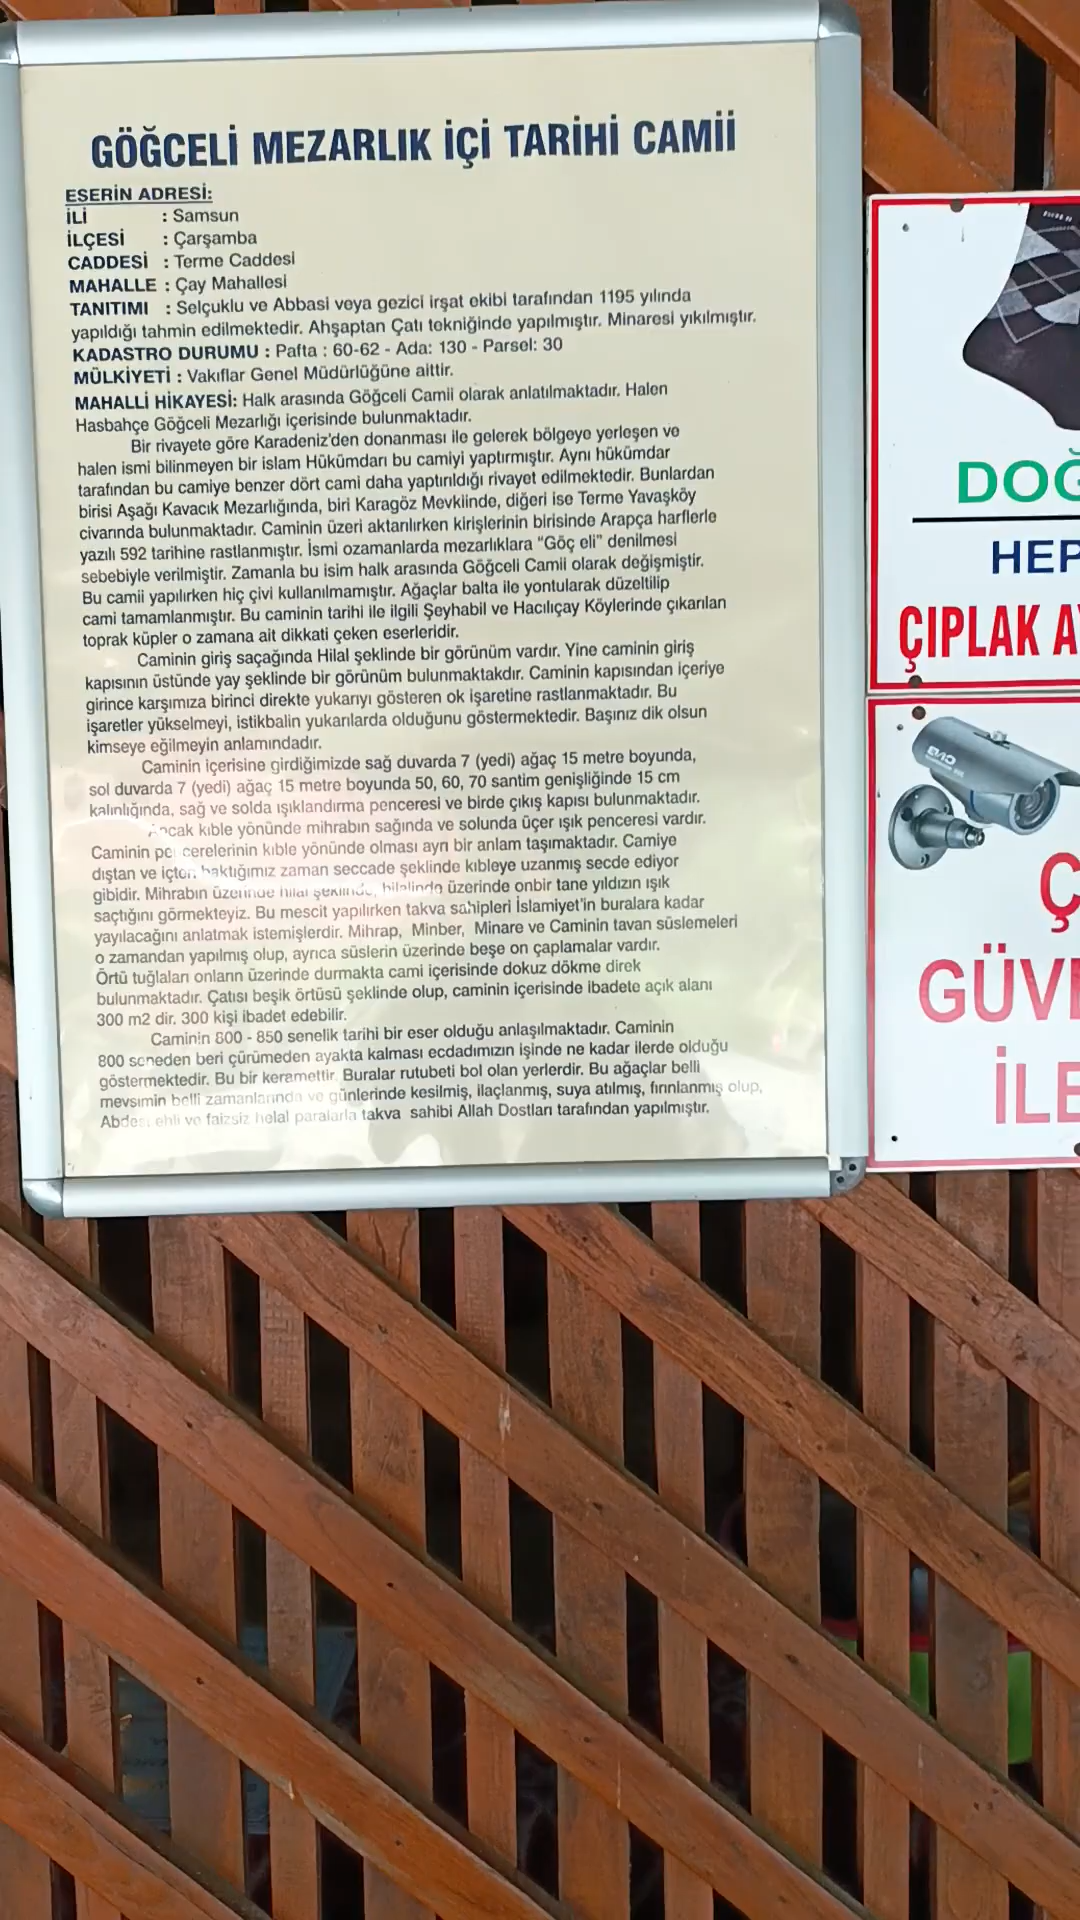 GÖĞCELİ MEZARLIK İÇİ TARİHİ CAMİİ
ESERİN ADRESİ:
İLİ : Samsun
İLÇESİ : Çarşamba
CADDESİ : Terme Caddesi
MAHALLE : Çay Mahallesi
TANITIMI : Selçuklu ve Abbasi veya gezici irşat ekibi tarafından 1195 yılında
yapıldığı tahmin edilmektedir. Ahşaptan Çatı tekniğinde yapılmıştır. Minaresi yıkılmıştır.
KADASTRO DURUMU : Pafta : 60-62 - Ada: 130 - Parsel: 30
MÜLKİYETİ : Vakıflar Genel Müdürlüğüne aittir.
MAHALLİ HİKAYESİ: Halk arasında Göğceli Camii olarak anlatılmaktadır. Halen
Hasbahçe Göğceli Mezarlığı içerisinde bulunmaktadır.
Bir rivayete göre Karadeniz'den donanması ile gelerek bölgeye yerleşen ve
halen ismi bilinmeyen bir islam Hükümdarı bu camiyi yaptırmıştır. Aynı hükümdar
tarafından bu camiye benzer dört cami daha yaptırıldığı rivayet edilmektedir. Bunlardan
birisi Aşağı Kavacık Mezarlığında, biri Karagöz Mevkiinde, diğeri ise Terme Yavaşköy
civarında bulunmaktadır. Caminin üzeri aktarılırken kirişlerinin birisinde Arapça harflerle
yazılı 592 tarihine rastlanmıştır. İsmi ozamanlarda mezarlıklara "Göç eli" denilmesi
sebebiyle verilmiştir. Zamanla bu isim halk arasında Göğceli Camii olarak değişmiştir.
Bu camii yapılırken hiç çivi kullanılmamıştır. Ağaçlar balta ile yontularak düzeltilip
cami tamamlanmıştır. Bu caminin tarihi ile ilgili Şeyhabil ve Hacılıçay Köylerinde çıkarılan
toprak küpler o zamana ait dikkati çeken eserleridir.
Caminin giriş saçağında Hilal şeklinde bir görünüm vardır. Yine caminin giriş
kapısının üstünde yay şeklinde bir görünüm bulunmaktakdır. Caminin kapısından içeriye
girince karşımıza birinci direkte yukarıyı gösteren ok işaretine rastlanmaktadır. Bu
işaretler yükselmeyi, istikbalin yukarılarda olduğunu göstermektedir. Başınız dik olsun
kimseye eğilmeyin anlamındadır.
Caminin içerisine girdiğimizde sağ duvarda 7 (yedi) ağaç 15 metre boyunda,
sol duvarda 7 (yedi) ağaç 15 metre boyunda 50, 60, 70 santim genişliğinde 15 cm
kalınlığında, sağ ve solda ışıklandırma penceresi ve birde çıkış kapısı bulunmaktadır.
Ancak kıble yönünde mihrabın sağında ve solunda üçer ışık penceresi vardır.
Caminin pencerelerinin kıble yönünde olması ayrı bir anlam taşımaktadır. Camiye
dıştan ve içten baktığımız zaman seccade şeklinde kıbleye uzanmış secde ediyor
gibidir. Mihrabın üzerinde hilal şeklinde, hilalinde üzerinde onbir tane yıldızın ışık
saçtığını görmekteyiz. Bu mescit yapılırken takva sahipleri İslamiyet'in buralara kadar
yayılacağını anlatmak istemişlerdir. Mihrap, Minber, Minare ve Caminin tavan süslemeleri
o zamandan yapılmış olup, ayrıca süslerin üzerinde beşe on çaplamalar vardır.
Örtü tuğlaları onların üzerinde durmakta cami içerisinde dokuz dökme direk
bulunmaktadır. Çatısı beşik örtüsü şeklinde olup, caminin içerisinde ibadete açık alanı
300 m2 dir. 300 kişi ibadet edebilir.
Caminin 800 - 850 senelik tarihi bir eser olduğu anlaşılmaktadır. Caminin
800 seneden beri çürümeden ayakta kalması ecdadımızın işinde ne kadar ilerde olduğu
göstermektedir. Bu bir keramettir. Buralar rutubeti bol olan yerlerdir. Bu ağaçlar belli
mevsimin belli zamanlarında ve günlerinde kesilmiş, ilaçlanmış, suya atılmış, fırınlanmış olup,
Abdest ehli ve faizsiz helal paralarla takva sahibi Allah Dostları tarafından yapılmıştır.
DOĞ
HEP
ÇIPLAK AY
Ç
GÜVE
İLE